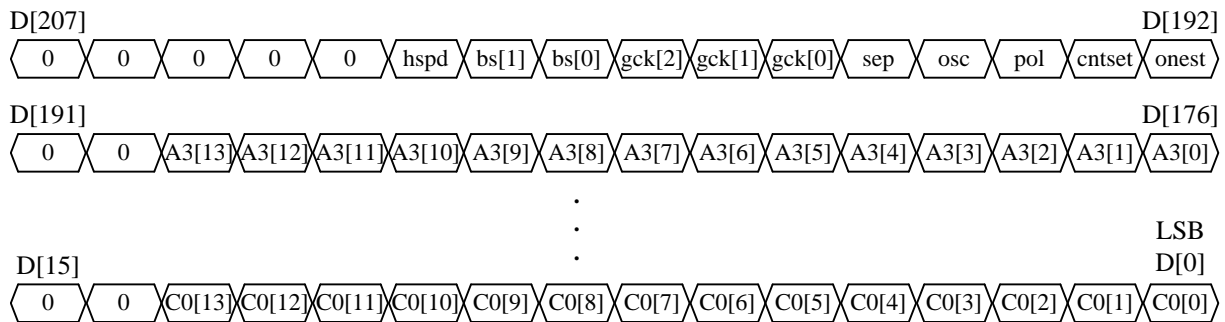 D[207] D[192]
0 0 0 0 0 hspd bs[1] bs[0] gck[2] gck[1] gck[0] sep osc pol cntset onest
D[191] D[176]
0 0 A3[13] A3[12] A3[11] A3[10] A3[9] A3[8] A3[7] A3[6] A3[5] A3[4] A3[3] A3[2] A3[1] A3[0]
.
.
.
LSB
D[15] D[0]
0 0 C0[13] C0[12] C0[11] C0[10] C0[9] C0[8] C0[7] C0[6] C0[5] C0[4] C0[3] C0[2] C0[1] C0[0]